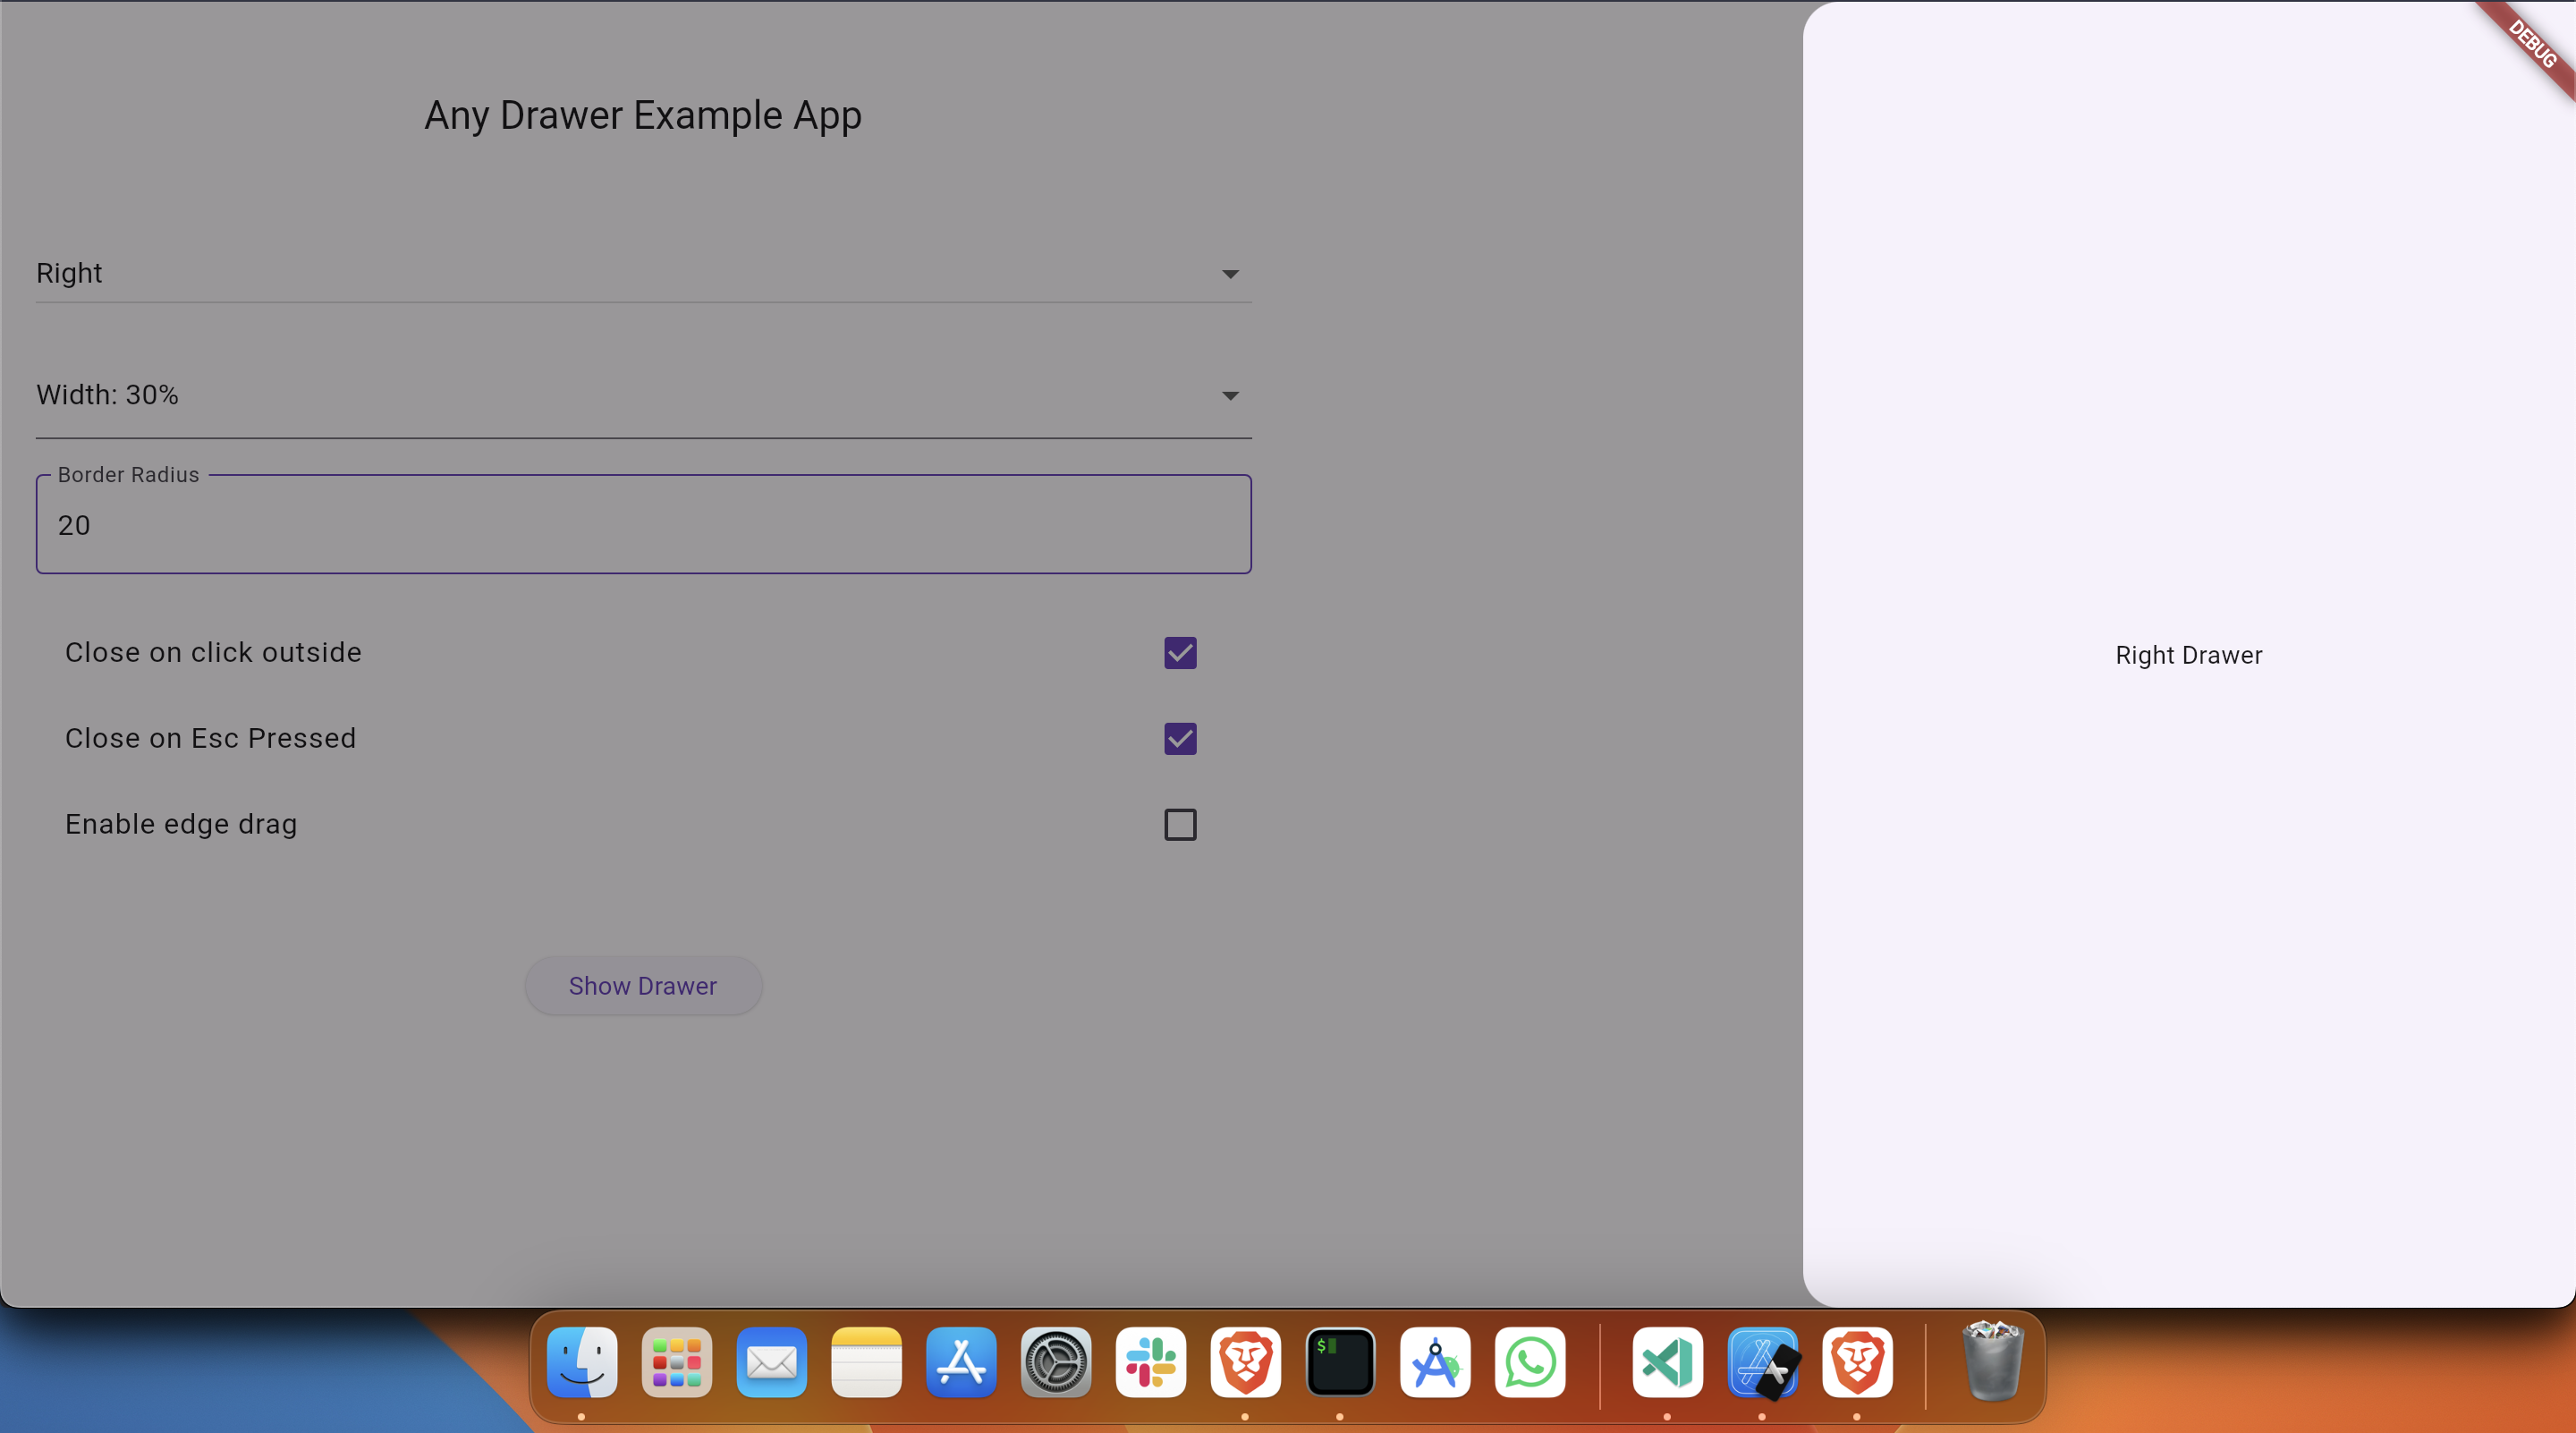 DEBUG
Any Drawer Example App
Right
Width: 30%
Border Radius
20
Close on click outside
Close on Esc Pressed
Enable edge drag
Show Drawer
Right Drawer
$